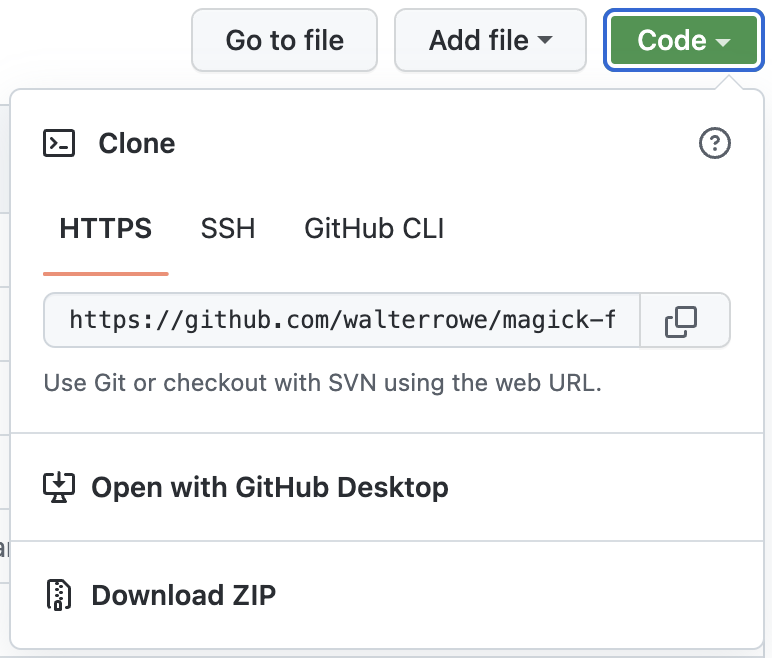 Go to file
Add file
Code
Clone
HTTPS
SSH
GitHub CLI
https://github.com/walterrowe/magick-f
Use Git or checkout with SVN using the web URL.
Open with GitHub Desktop
Download ZIP